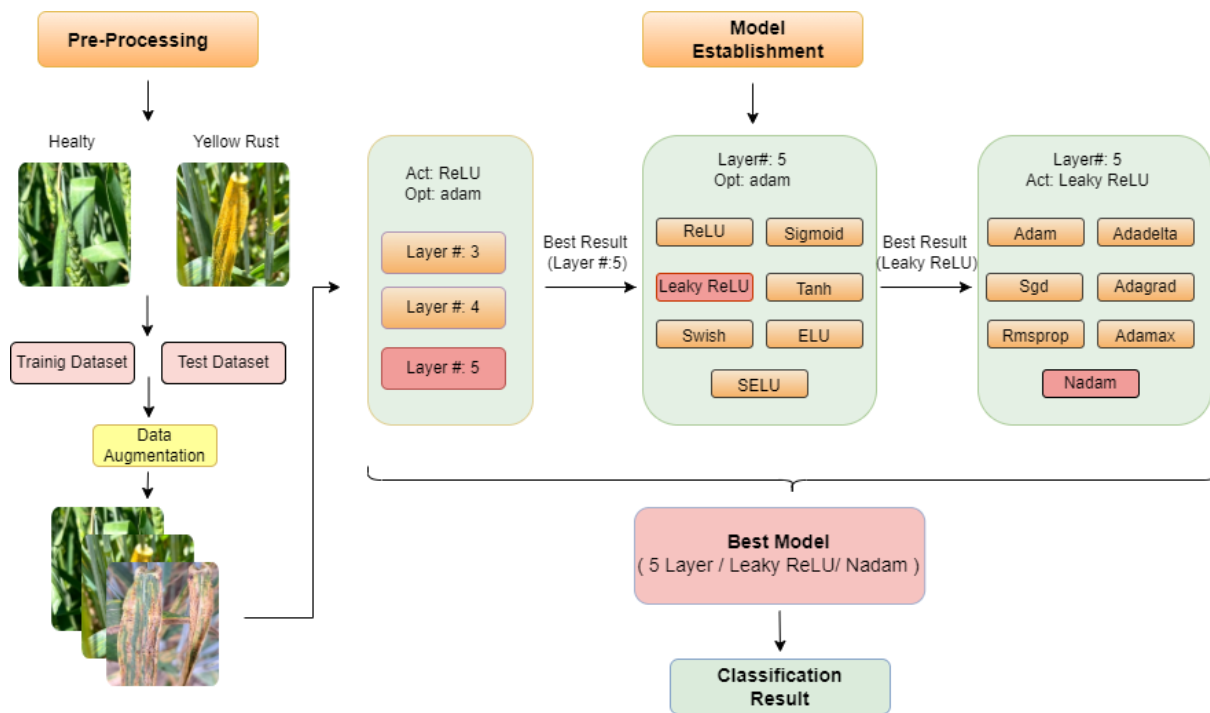 Pre-Processing
Healty
Yellow Rust
Trainig Dataset
Test Dataset
Data
Augmentation
Model
Establishment
Act: ReLU
Opt: adam
Layer #: 3
Layer #: 4
Layer #: 5
Best Result
(Layer #:5)
Layer#: 5
Opt: adam
ReLU
Sigmoid
Leaky ReLU
Tanh
Swish
ELU
SELU
Best Result
(Leaky ReLU)
Layer#: 5
Act: Leaky ReLU
Adam
Adadelta
Sgd
Adagrad
Rmsprop
Adamax
Nadam
Best Model
( 5 Layer / Leaky ReLU/ Nadam )
Classification
Result